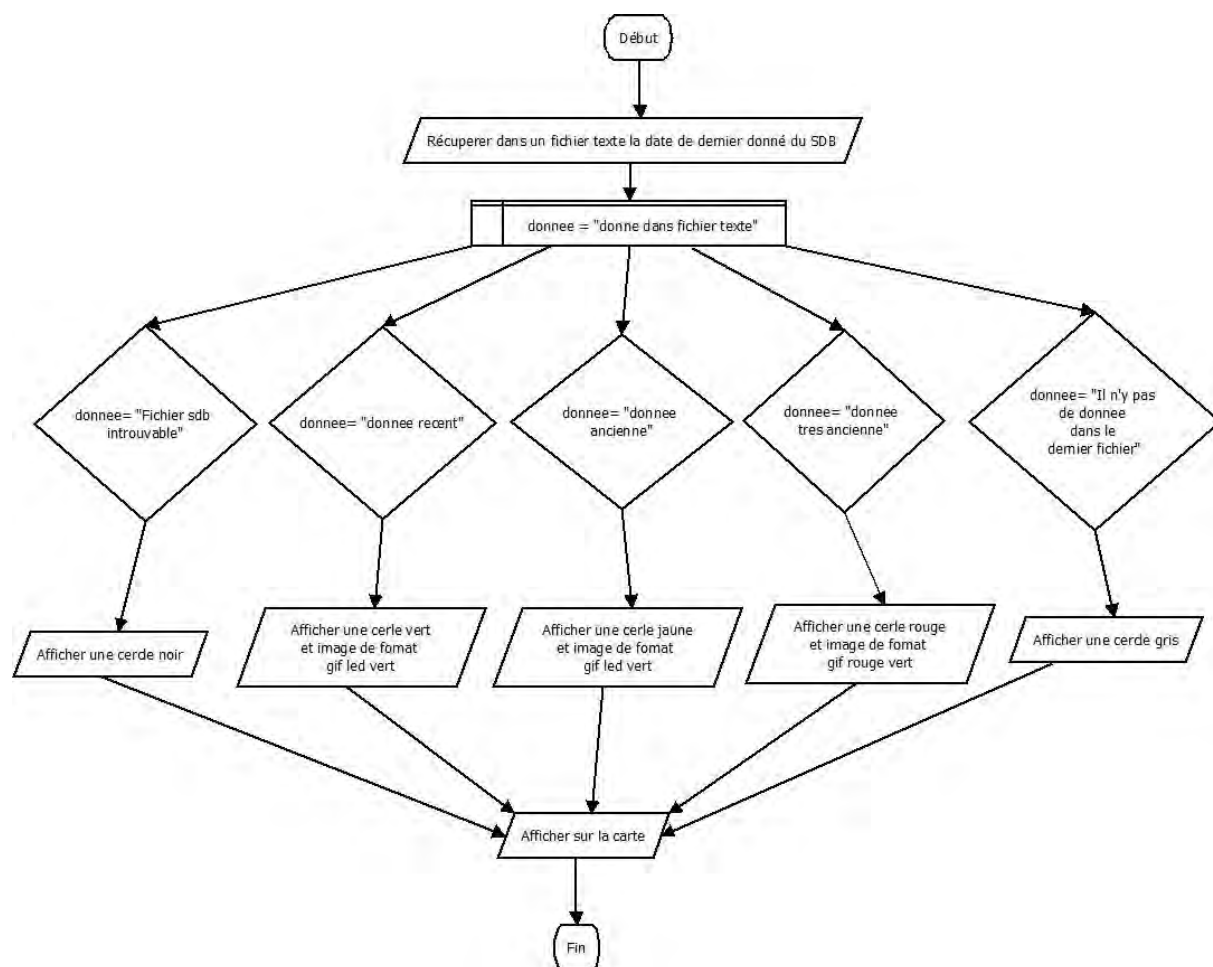 Début
Récuperer dans un fichier texte la date de dernier donné du SDB
donnee = "donne dans fichier texte"
donnee= "Fichier sdb
introuvable"
donnee= "donnee recent"
donnee= "donnee
ancienne"
donnee= "donnee
tres ancienne"
donnee= "Il n'y pas
de donnee
dans le
dernier fichier"
Afficher une cercle noir
Afficher une cerle vert
et image de fomat
gif led vert
Afficher une cerle jaune
et image de fomat
gif led vert
Afficher une cerle rouge
et image de fomat
gif rouge vert
Afficher une cercle gris
Afficher sur la carte
Fin